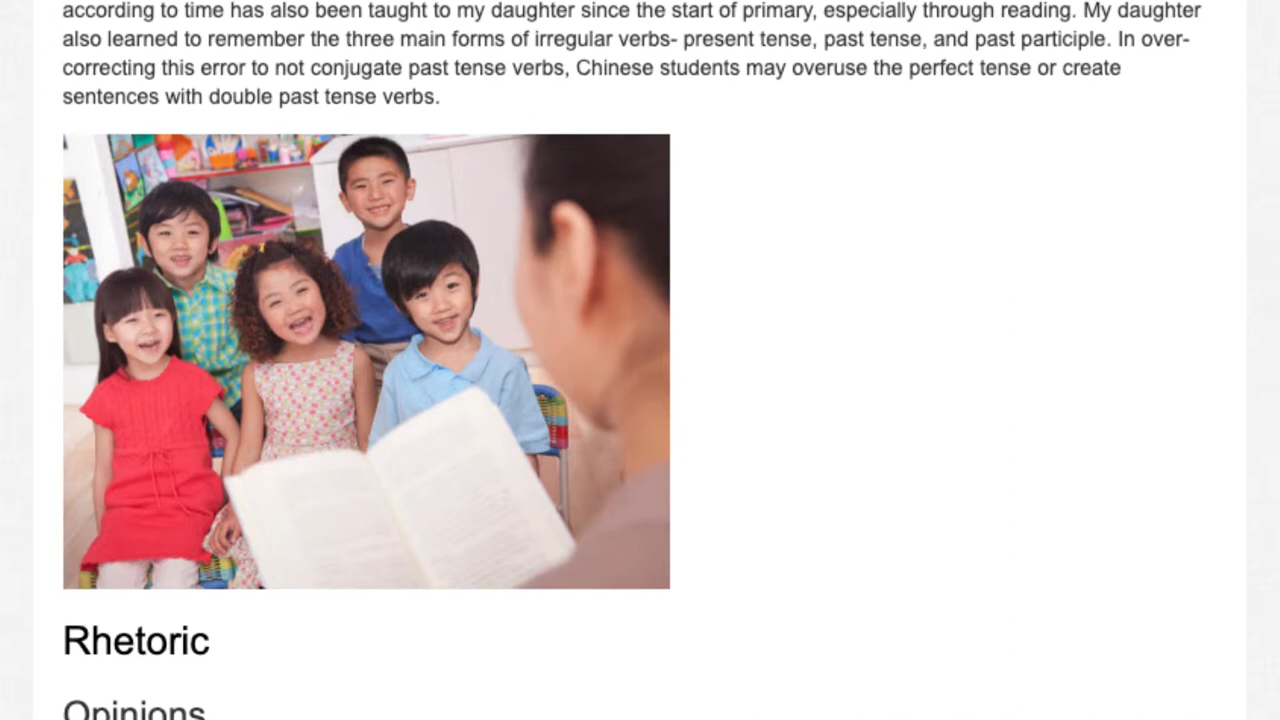 according to time has also been taught to my daughter since the start of primary, especially through reading. My daughter
also learned to remember the three main forms of irregular verbs- present tense, past tense, and past participle. In over-
correcting this error to not conjugate past tense verbs, Chinese students may overuse the perfect tense or create
sentences with double past tense verbs.
Rhetoric
Opinions